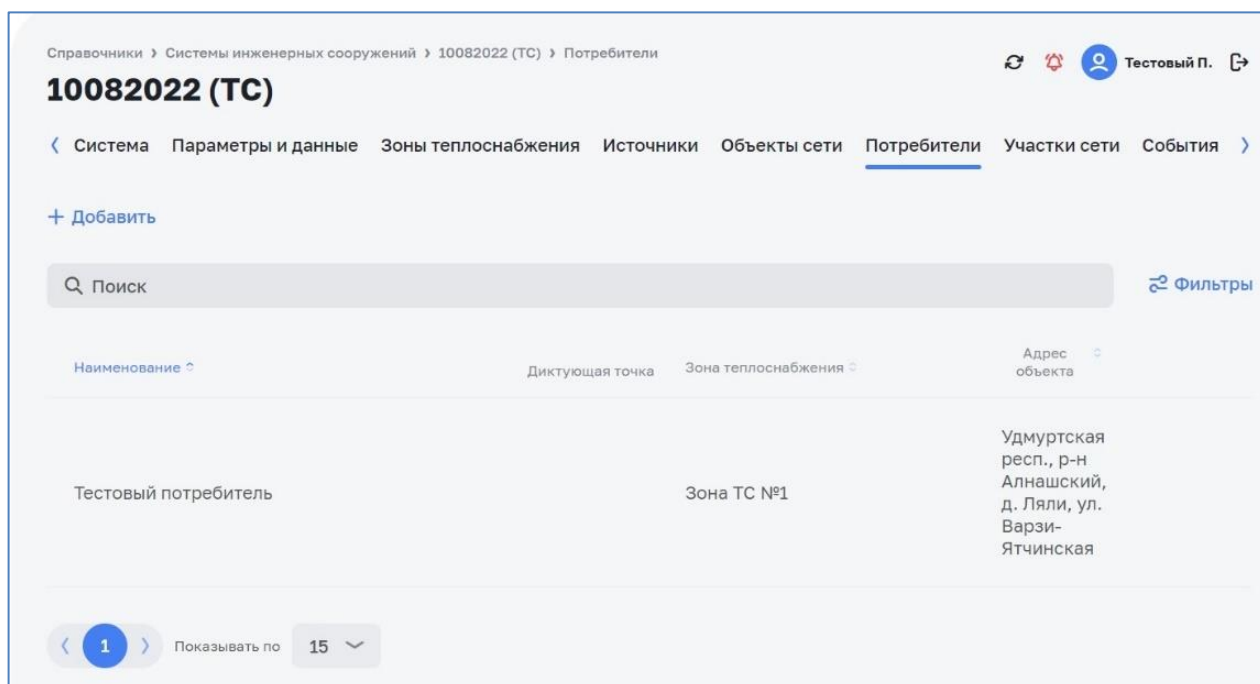 Справочники › Системы инженерных сооружений › 10082022 (ТС) › Потребители
Тестовый П.
10082022 (ТС)
Система Параметры и данные Зоны теплоснабжения Источники Объекты сети Потребители Участки сети События
+ Добавить
Поиск
Фильтры
Наименование Диктующая точка Зона теплоснабжения Адрес
объекта
Тестовый потребитель
Зона ТС №1
Удмуртская
респ., р-н
Алнашский,
д. Ляли, ул.
Варзи-
Ятчинская
1 Показывать по 15